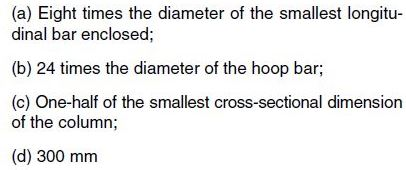 (a) Eight times the diameter of the smallest longitu-
dinal bar enclosed;
(b) 24 times the diameter of the hoop bar;
(c) One-half of the smallest cross-sectional dimension
of the column;
(d) 300 mm